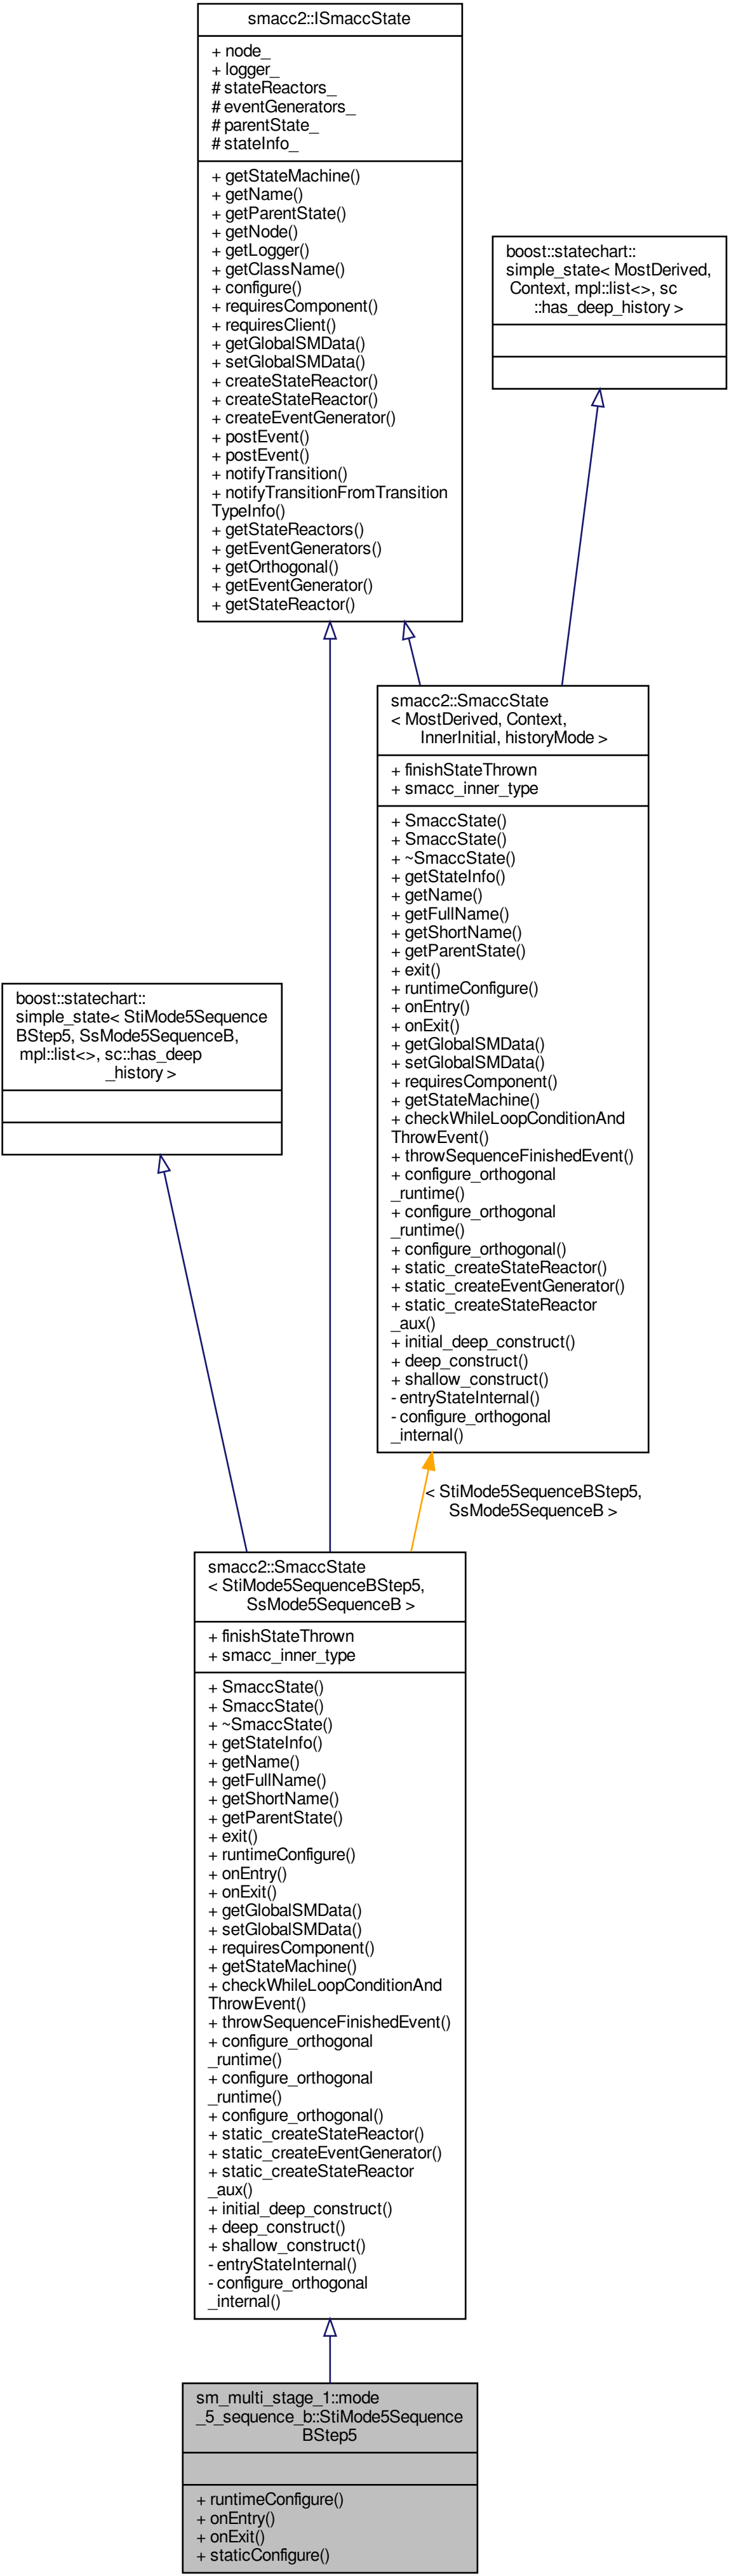 smacc2::ISmaccState
+ node_
+ logger_
# stateReactors_
# eventGenerators_
# parentState_
# stateInfo_
+ getStateMachine()
+ getName()
+ getParentState()
+ getNode()
+ getLogger()
+ getClassName()
+ configure()
+ requiresComponent()
+ requiresClient()
+ getGlobalSMData()
+ setGlobalSMData()
+ createStateReactor()
+ createStateReactor()
+ createEventGenerator()
+ postEvent()
+ postEvent()
+ notifyTransition()
+ notifyTransitionFromTransition
TypeInfo()
+ getStateReactors()
+ getEventGenerators()
+ getOrthogonal()
+ getEventGenerator()
+ getStateReactor()
boost::statechart::
simple_state< MostDerived,
Context, mpl::list<>, sc
::has_deep_history >
smacc2::SmaccState
< MostDerived, Context,
InnerInitial, historyMode >
+ finishStateThrown
+ smacc_inner_type
+ SmaccState()
+ SmaccState()
+ ~SmaccState()
+ getStateInfo()
+ getName()
+ getFullName()
+ getShortName()
+ getParentState()
+ exit()
+ runtimeConfigure()
+ onEntry()
+ onExit()
+ getGlobalSMData()
+ setGlobalSMData()
+ requiresComponent()
+ getStateMachine()
+ checkWhileLoopConditionAnd
ThrowEvent()
+ throwSequenceFinishedEvent()
+ configure_orthogonal
_runtime()
+ configure_orthogonal
_runtime()
+ configure_orthogonal()
+ static_createStateReactor()
+ static_createEventGenerator()
+ static_createStateReactor
_aux()
+ initial_deep_construct()
+ deep_construct()
+ shallow_construct()
- entryStateInternal()
- configure_orthogonal
_internal()
boost::statechart::
simple_state< StiMode5Sequence
BStep5, SsMode5SequenceB,
mpl::list<>, sc::has_deep
_history >
< StiMode5SequenceBStep5,
SsMode5SequenceB >
smacc2::SmaccState
< StiMode5SequenceBStep5,
SsMode5SequenceB >
+ finishStateThrown
+ smacc_inner_type
+ SmaccState()
+ SmaccState()
+ ~SmaccState()
+ getStateInfo()
+ getName()
+ getFullName()
+ getShortName()
+ getParentState()
+ exit()
+ runtimeConfigure()
+ onEntry()
+ onExit()
+ getGlobalSMData()
+ setGlobalSMData()
+ requiresComponent()
+ getStateMachine()
+ checkWhileLoopConditionAnd
ThrowEvent()
+ throwSequenceFinishedEvent()
+ configure_orthogonal
_runtime()
+ configure_orthogonal
_runtime()
+ configure_orthogonal()
+ static_createStateReactor()
+ static_createEventGenerator()
+ static_createStateReactor
_aux()
+ initial_deep_construct()
+ deep_construct()
+ shallow_construct()
- entryStateInternal()
- configure_orthogonal
_internal()
sm_multi_stage_1::mode
_5_sequence_b::StiMode5Sequence
BStep5
+ runtimeConfigure()
+ onEntry()
+ onExit()
+ staticConfigure()